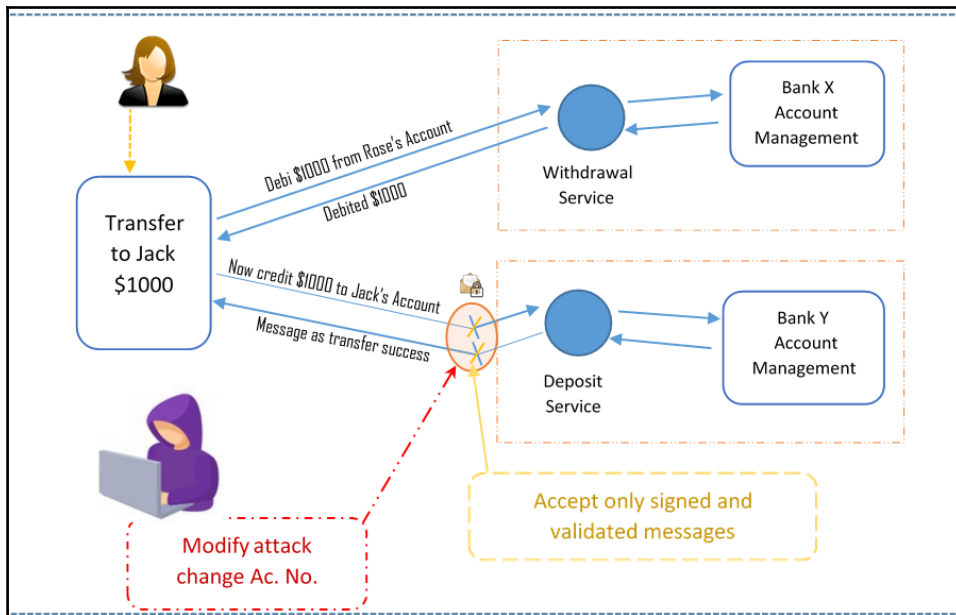 Transfer
to Jack
$1000
Debi $1000 from Rose's Account
Debited $1000
Withdrawal
Service
Bank X
Account
Management
Now credit $1000 to Jack's Account
Message as transfer success
Deposit
Service
Bank Y
Account
Management
Modify attack
change Ac. No.
Accept only signed and
validated messages